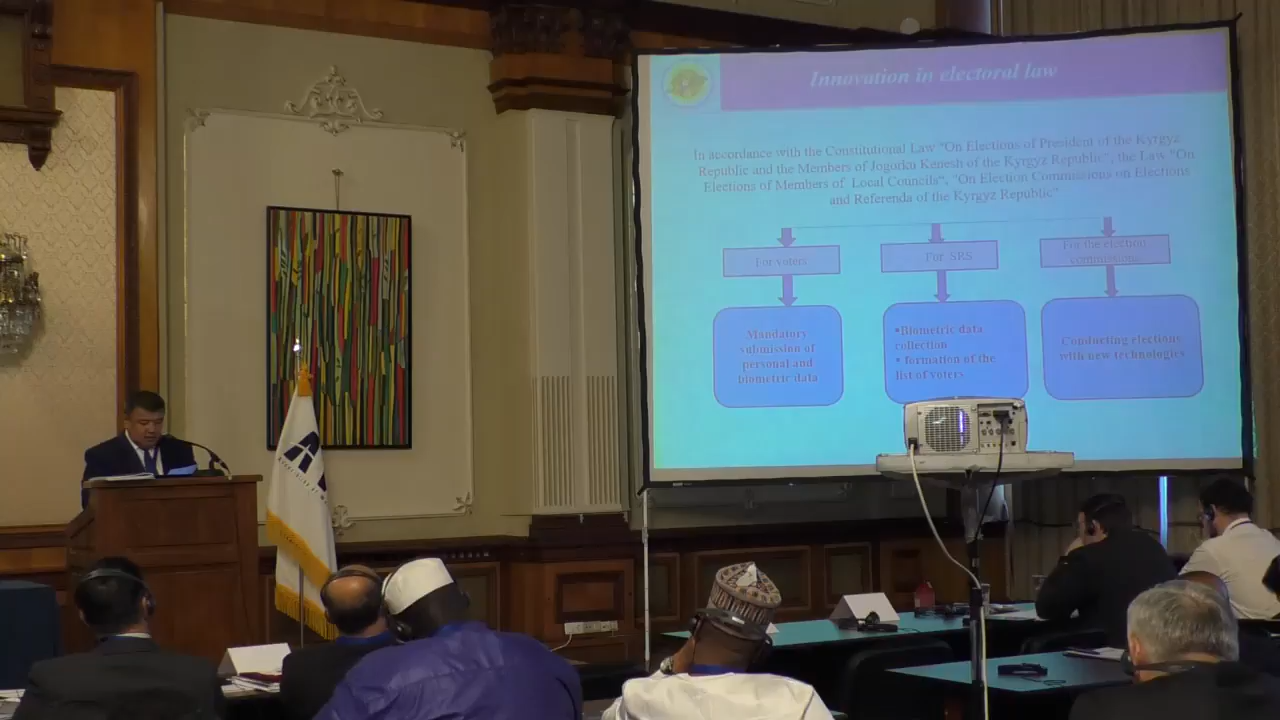 Innovation in electoral law
In accordance with the Constitutional Law "On Elections of President of the Kyrgyz
Republic and the Members of Jogorku Kenesh of the Kyrgyz Republic", the Law "On
Elections of Members of Local Councils", "On Election Commissions on Elections
and Referenda of the Kyrgyz Republic"
For voters
For SRS
For the election
commissions
Mandatory
submission of
personal and
biometric data
▪Biometric data
collection
▪ formation of the
list of voters
Conducting elections
with new technologies